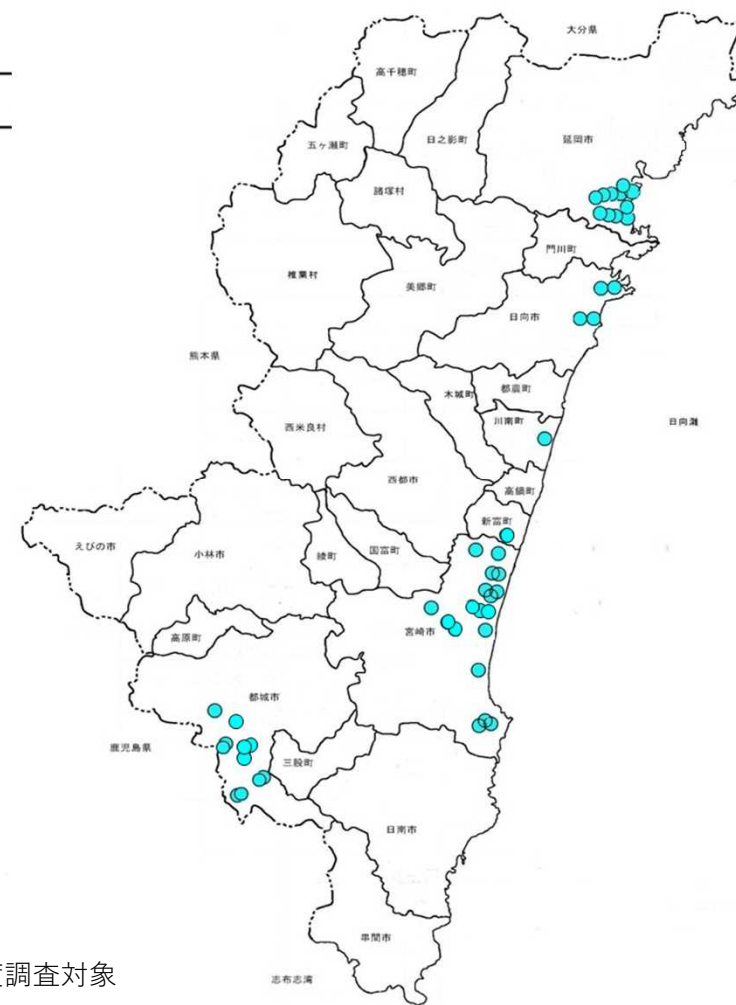 大分県
高千穂町
日之影町
延岡市
五ヶ瀬町
諸塚村
門川町
椎葉村
美郷町
日向市
熊本県
木城町
都農町
西米良村
川南町
日向灘
西都市
高鍋町
新富町
えびの市
小林市
綾町
国富町
高原町
宮崎市
都城市
鹿児島県
三股町
日南市
串間市
度調査対象
志布志湾